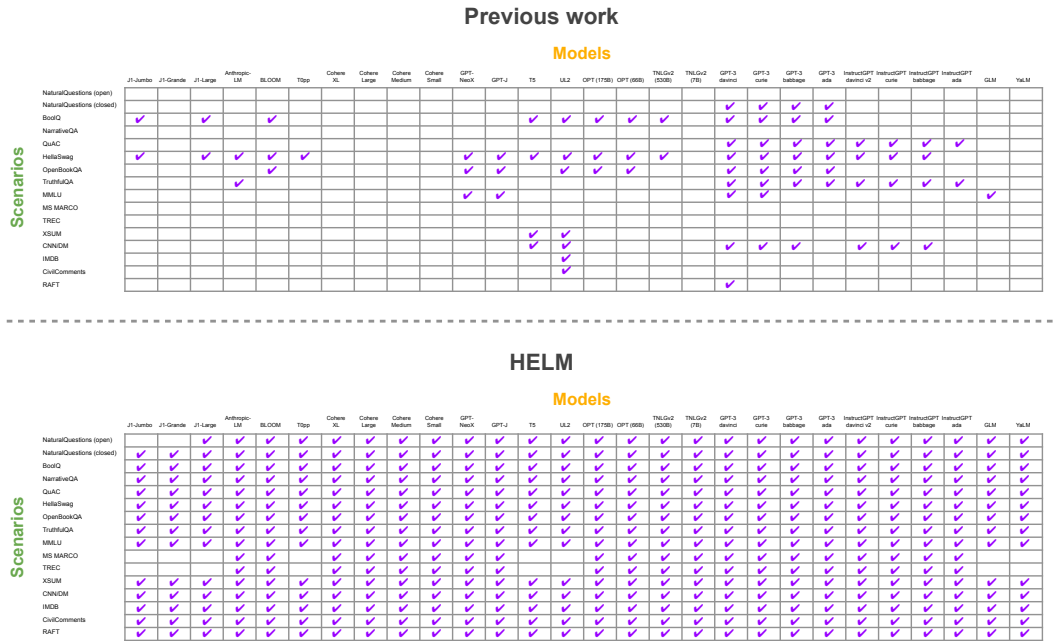 Previous work
Models
J1-Jumbo J1-Grande J1-Large Anthropic-LM BLOOM T0pp Cohere XL Cohere Large Cohere Medium Cohere Small GPT-NeoX GPT-J T5 UL2 OPT (175B) OPT (66B) TNLGv2 (530B) TNLGv2 (7B) GPT-3 davinci GPT-3 curie GPT-3 babbage GPT-3 ada InstructGPT davinci v2 InstructGPT curie InstructGPT babbage InstructGPT ada GLM YaLM
Scenarios
NaturalQuestions (open)
NaturalQuestions (closed) ✔ ✔ ✔ ✔
BoolQ ✔ ✔ ✔ ✔ ✔ ✔ ✔ ✔ ✔ ✔ ✔ ✔
NarrativeQA
QuAC ✔ ✔ ✔ ✔ ✔ ✔ ✔ ✔
HellaSwag ✔ ✔ ✔ ✔ ✔ ✔ ✔ ✔ ✔ ✔ ✔ ✔ ✔ ✔ ✔ ✔ ✔ ✔ ✔
OpenBookQA ✔ ✔ ✔ ✔ ✔ ✔ ✔ ✔ ✔ ✔
TruthfulQA ✔ ✔ ✔ ✔ ✔ ✔ ✔ ✔ ✔
MMLU ✔ ✔ ✔ ✔ ✔
MS MARCO
TREC
XSUM ✔ ✔
CNN/DM ✔ ✔ ✔ ✔ ✔ ✔ ✔ ✔
IMDB ✔
CivilComments ✔
RAFT ✔
HELM
Models
J1-Jumbo J1-Grande J1-Large Anthropic-LM BLOOM T0pp Cohere XL Cohere Large Cohere Medium Cohere Small GPT-NeoX GPT-J T5 UL2 OPT (175B) OPT (66B) TNLGv2 (530B) TNLGv2 (7B) GPT-3 davinci GPT-3 curie GPT-3 babbage GPT-3 ada InstructGPT davinci v2 InstructGPT curie InstructGPT babbage InstructGPT ada GLM YaLM
Scenarios
NaturalQuestions (open) ✔ ✔ ✔ ✔ ✔ ✔ ✔ ✔ ✔ ✔ ✔ ✔ ✔ ✔ ✔ ✔ ✔ ✔ ✔ ✔ ✔ ✔ ✔ ✔ ✔ ✔
NaturalQuestions (closed) ✔ ✔ ✔ ✔ ✔ ✔ ✔ ✔ ✔ ✔ ✔ ✔ ✔ ✔ ✔ ✔ ✔ ✔ ✔ ✔ ✔ ✔ ✔ ✔ ✔ ✔ ✔ ✔
BoolQ ✔ ✔ ✔ ✔ ✔ ✔ ✔ ✔ ✔ ✔ ✔ ✔ ✔ ✔ ✔ ✔ ✔ ✔ ✔ ✔ ✔ ✔ ✔ ✔ ✔ ✔ ✔ ✔
NarrativeQA ✔ ✔ ✔ ✔ ✔ ✔ ✔ ✔ ✔ ✔ ✔ ✔ ✔ ✔ ✔ ✔ ✔ ✔ ✔ ✔ ✔ ✔ ✔ ✔ ✔ ✔ ✔ ✔
QuAC ✔ ✔ ✔ ✔ ✔ ✔ ✔ ✔ ✔ ✔ ✔ ✔ ✔ ✔ ✔ ✔ ✔ ✔ ✔ ✔ ✔ ✔ ✔ ✔ ✔ ✔ ✔ ✔
HellaSwag ✔ ✔ ✔ ✔ ✔ ✔ ✔ ✔ ✔ ✔ ✔ ✔ ✔ ✔ ✔ ✔ ✔ ✔ ✔ ✔ ✔ ✔ ✔ ✔ ✔ ✔ ✔ ✔
OpenBookQA ✔ ✔ ✔ ✔ ✔ ✔ ✔ ✔ ✔ ✔ ✔ ✔ ✔ ✔ ✔ ✔ ✔ ✔ ✔ ✔ ✔ ✔ ✔ ✔ ✔ ✔ ✔ ✔
TruthfulQA ✔ ✔ ✔ ✔ ✔ ✔ ✔ ✔ ✔ ✔ ✔ ✔ ✔ ✔ ✔ ✔ ✔ ✔ ✔ ✔ ✔ ✔ ✔ ✔ ✔ ✔ ✔ ✔
MMLU ✔ ✔ ✔ ✔ ✔ ✔ ✔ ✔ ✔ ✔ ✔ ✔ ✔ ✔ ✔ ✔ ✔ ✔ ✔ ✔ ✔ ✔ ✔ ✔ ✔ ✔ ✔ ✔
MS MARCO ✔ ✔ ✔ ✔ ✔ ✔ ✔ ✔ ✔ ✔ ✔ ✔ ✔ ✔ ✔ ✔ ✔ ✔ ✔ ✔
TREC ✔ ✔ ✔ ✔ ✔ ✔ ✔ ✔ ✔ ✔ ✔ ✔ ✔ ✔ ✔ ✔ ✔ ✔ ✔ ✔
XSUM ✔ ✔ ✔ ✔ ✔ ✔ ✔ ✔ ✔ ✔ ✔ ✔ ✔ ✔ ✔ ✔ ✔ ✔ ✔ ✔ ✔ ✔ ✔ ✔ ✔ ✔ ✔ ✔
CNN/DM ✔ ✔ ✔ ✔ ✔ ✔ ✔ ✔ ✔ ✔ ✔ ✔ ✔ ✔ ✔ ✔ ✔ ✔ ✔ ✔ ✔ ✔ ✔ ✔ ✔ ✔ ✔ ✔
IMDB ✔ ✔ ✔ ✔ ✔ ✔ ✔ ✔ ✔ ✔ ✔ ✔ ✔ ✔ ✔ ✔ ✔ ✔ ✔ ✔ ✔ ✔ ✔ ✔ ✔ ✔ ✔ ✔
CivilComments ✔ ✔ ✔ ✔ ✔ ✔ ✔ ✔ ✔ ✔ ✔ ✔ ✔ ✔ ✔ ✔ ✔ ✔ ✔ ✔ ✔ ✔ ✔ ✔ ✔ ✔ ✔ ✔
RAFT ✔ ✔ ✔ ✔ ✔ ✔ ✔ ✔ ✔ ✔ ✔ ✔ ✔ ✔ ✔ ✔ ✔ ✔ ✔ ✔ ✔ ✔ ✔ ✔ ✔ ✔ ✔ ✔